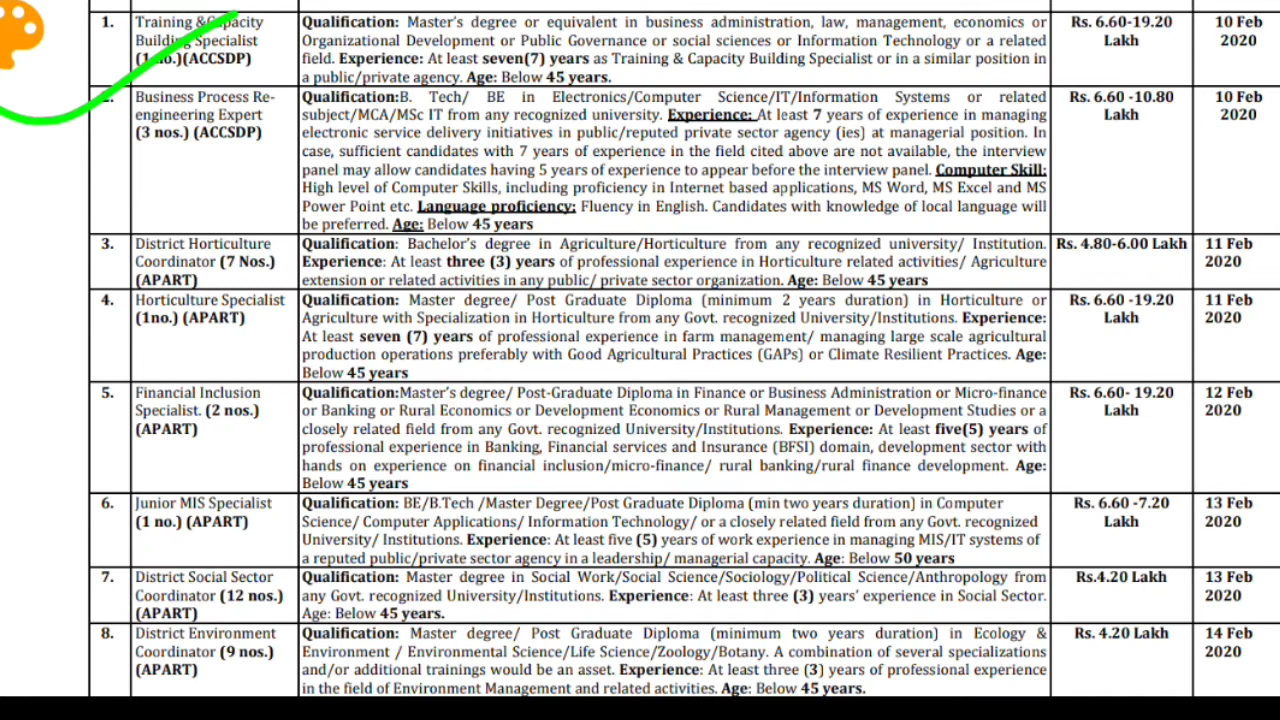 1. Training & Capacity Building Specialist (1 no.)(ACCSDP)
Qualification: Master's degree or equivalent in business administration, law, management, economics or
Organizational Development or Public Governance or social sciences or Information Technology or a related
field. Experience: At least seven(7) years as Training & Capacity Building Specialist or in a similar position in
a public/private agency. Age: Below 45 years.
Rs. 6.60-19.20
Lakh
10 Feb
2020
2. Business Process Re-
engineering Expert
(3 nos.) (ACCSDP)
Qualification:B. Tech/ BE in Electronics/Computer Science/IT/Information Systems or related
subject/MCA/MSc IT from any recognized university. Experience: At least 7 years of experience in managing
electronic service delivery initiatives in public/reputed private sector agency (ies) at managerial position. In
case, sufficient candidates with 7 years of experience in the field cited above are not available, the interview
panel may allow candidates having 5 years of experience to appear before the interview panel. Computer Skill:
High level of Computer Skills, including proficiency in Internet based applications, MS Word, MS Excel and MS
Power Point etc. Language proficiency: Fluency in English. Candidates with knowledge of local language will
be preferred. Age: Below 45 years
Rs. 6.60 -10.80
Lakh
10 Feb
2020
3. District Horticulture
Coordinator (7 Nos.)
(APART)
Qualification: Bachelor's degree in Agriculture/Horticulture from any recognized university/ Institution.
Experience: At least three (3) years of professional experience in Horticulture related activities/ Agriculture
extension or related activities in any public/ private sector organization. Age: Below 45 years
Rs. 4.80-6.00 Lakh
11 Feb
2020
4. Horticulture Specialist
(1no.) (APART)
Qualification: Master degree/ Post Graduate Diploma (minimum 2 years duration) in Horticulture or
Agriculture with Specialization in Horticulture from any Govt. recognized University/Institutions. Experience:
At least seven (7) years of professional experience in farm management/ managing large scale agricultural
production operations preferably with Good Agricultural Practices (GAPs) or Climate Resilient Practices. Age:
Below 45 years
Rs. 6.60 -19.20
Lakh
11 Feb
2020
5. Financial Inclusion
Specialist. (2 nos.)
(APART)
Qualification:Master's degree/ Post-Graduate Diploma in Finance or Business Administration or Micro-finance
or Banking or Rural Economics or Development Economics or Rural Management or Development Studies or a
closely related field from any Govt. recognized University/Institutions. Experience: At least five(5) years of
professional experience in Banking, Financial services and Insurance (BFSI) domain, development sector with
hands on experience on financial inclusion/micro-finance/ rural banking/rural finance development. Age:
Below 45 years
Rs. 6.60- 19.20
Lakh
12 Feb
2020
6. Junior MIS Specialist
(1 no.) (APART)
Qualification: BE/B.Tech /Master Degree/Post Graduate Diploma (min two years duration) in Computer
Science/ Computer Applications/ Information Technology/ or a closely related field from any Govt. recognized
University/ Institutions. Experience: At least five (5) years of work experience in managing MIS/IT systems of
a reputed public/private sector agency in a leadership/ managerial capacity. Age: Below 50 years
Rs. 6.60 -7.20
Lakh
13 Feb
2020
7. District Social Sector
Coordinator (12 nos.)
(APART)
Qualification: Master degree in Social Work/Social Science/Sociology/Political Science/Anthropology from
any Govt. recognized University/Institutions. Experience: At least three (3) years' experience in Social Sector.
Age: Below 45 years.
Rs.4.20 Lakh
13 Feb
2020
8. District Environment
Coordinator (9 nos.)
(APART)
Qualification: Master degree/ Post Graduate Diploma (minimum two years duration) in Ecology &
Environment / Environmental Science/Life Science/Zoology/Botany. A combination of several specializations
and/or additional trainings would be an asset. Experience: At least three (3) years of professional experience
in the field of Environment Management and related activities. Age: Below 45 years.
Rs. 4.20 Lakh
14 Feb
2020